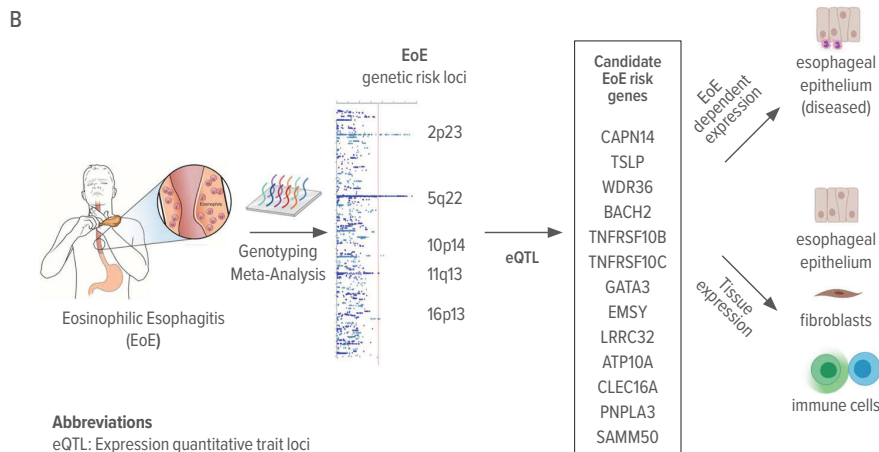 B
EoE
genetic risk loci
2p23
5q22
10p14
11q13
16p13
Eosinophile
Eosinophilic Esophagitis
(EoE)
Genotyping
Meta-Analysis
eQTL
Candidate
EoE risk
genes
CAPN14
TSLP
WDR36
BACH2
TNFRSF10B
TNFRSF10C
GATA3
EMSY
LRRC32
ATP10A
CLEC16A
PNPLA3
SAMM50
EoE
dependent
expression
Tissue
expression
esophageal
epithelium
(diseased)
esophageal
epithelium
fibroblasts
immune cells
Abbreviations
eQTL: Expression quantitative trait loci